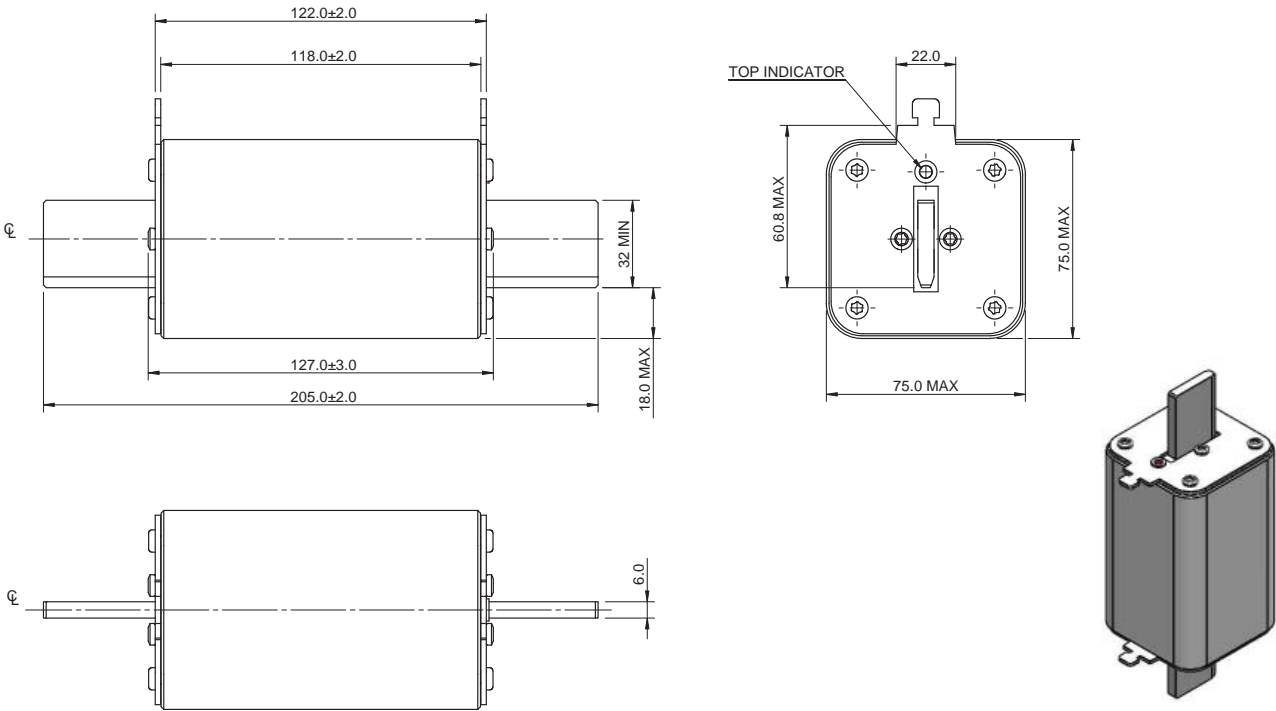 122.0±2.0
118.0±2.0
22.0
TOP INDICATOR
60.8 MAX
75.0 MAX
℄
32 MIN
18.0 MAX
127.0±3.0
205.0±2.0
75.0 MAX
℄
6.0